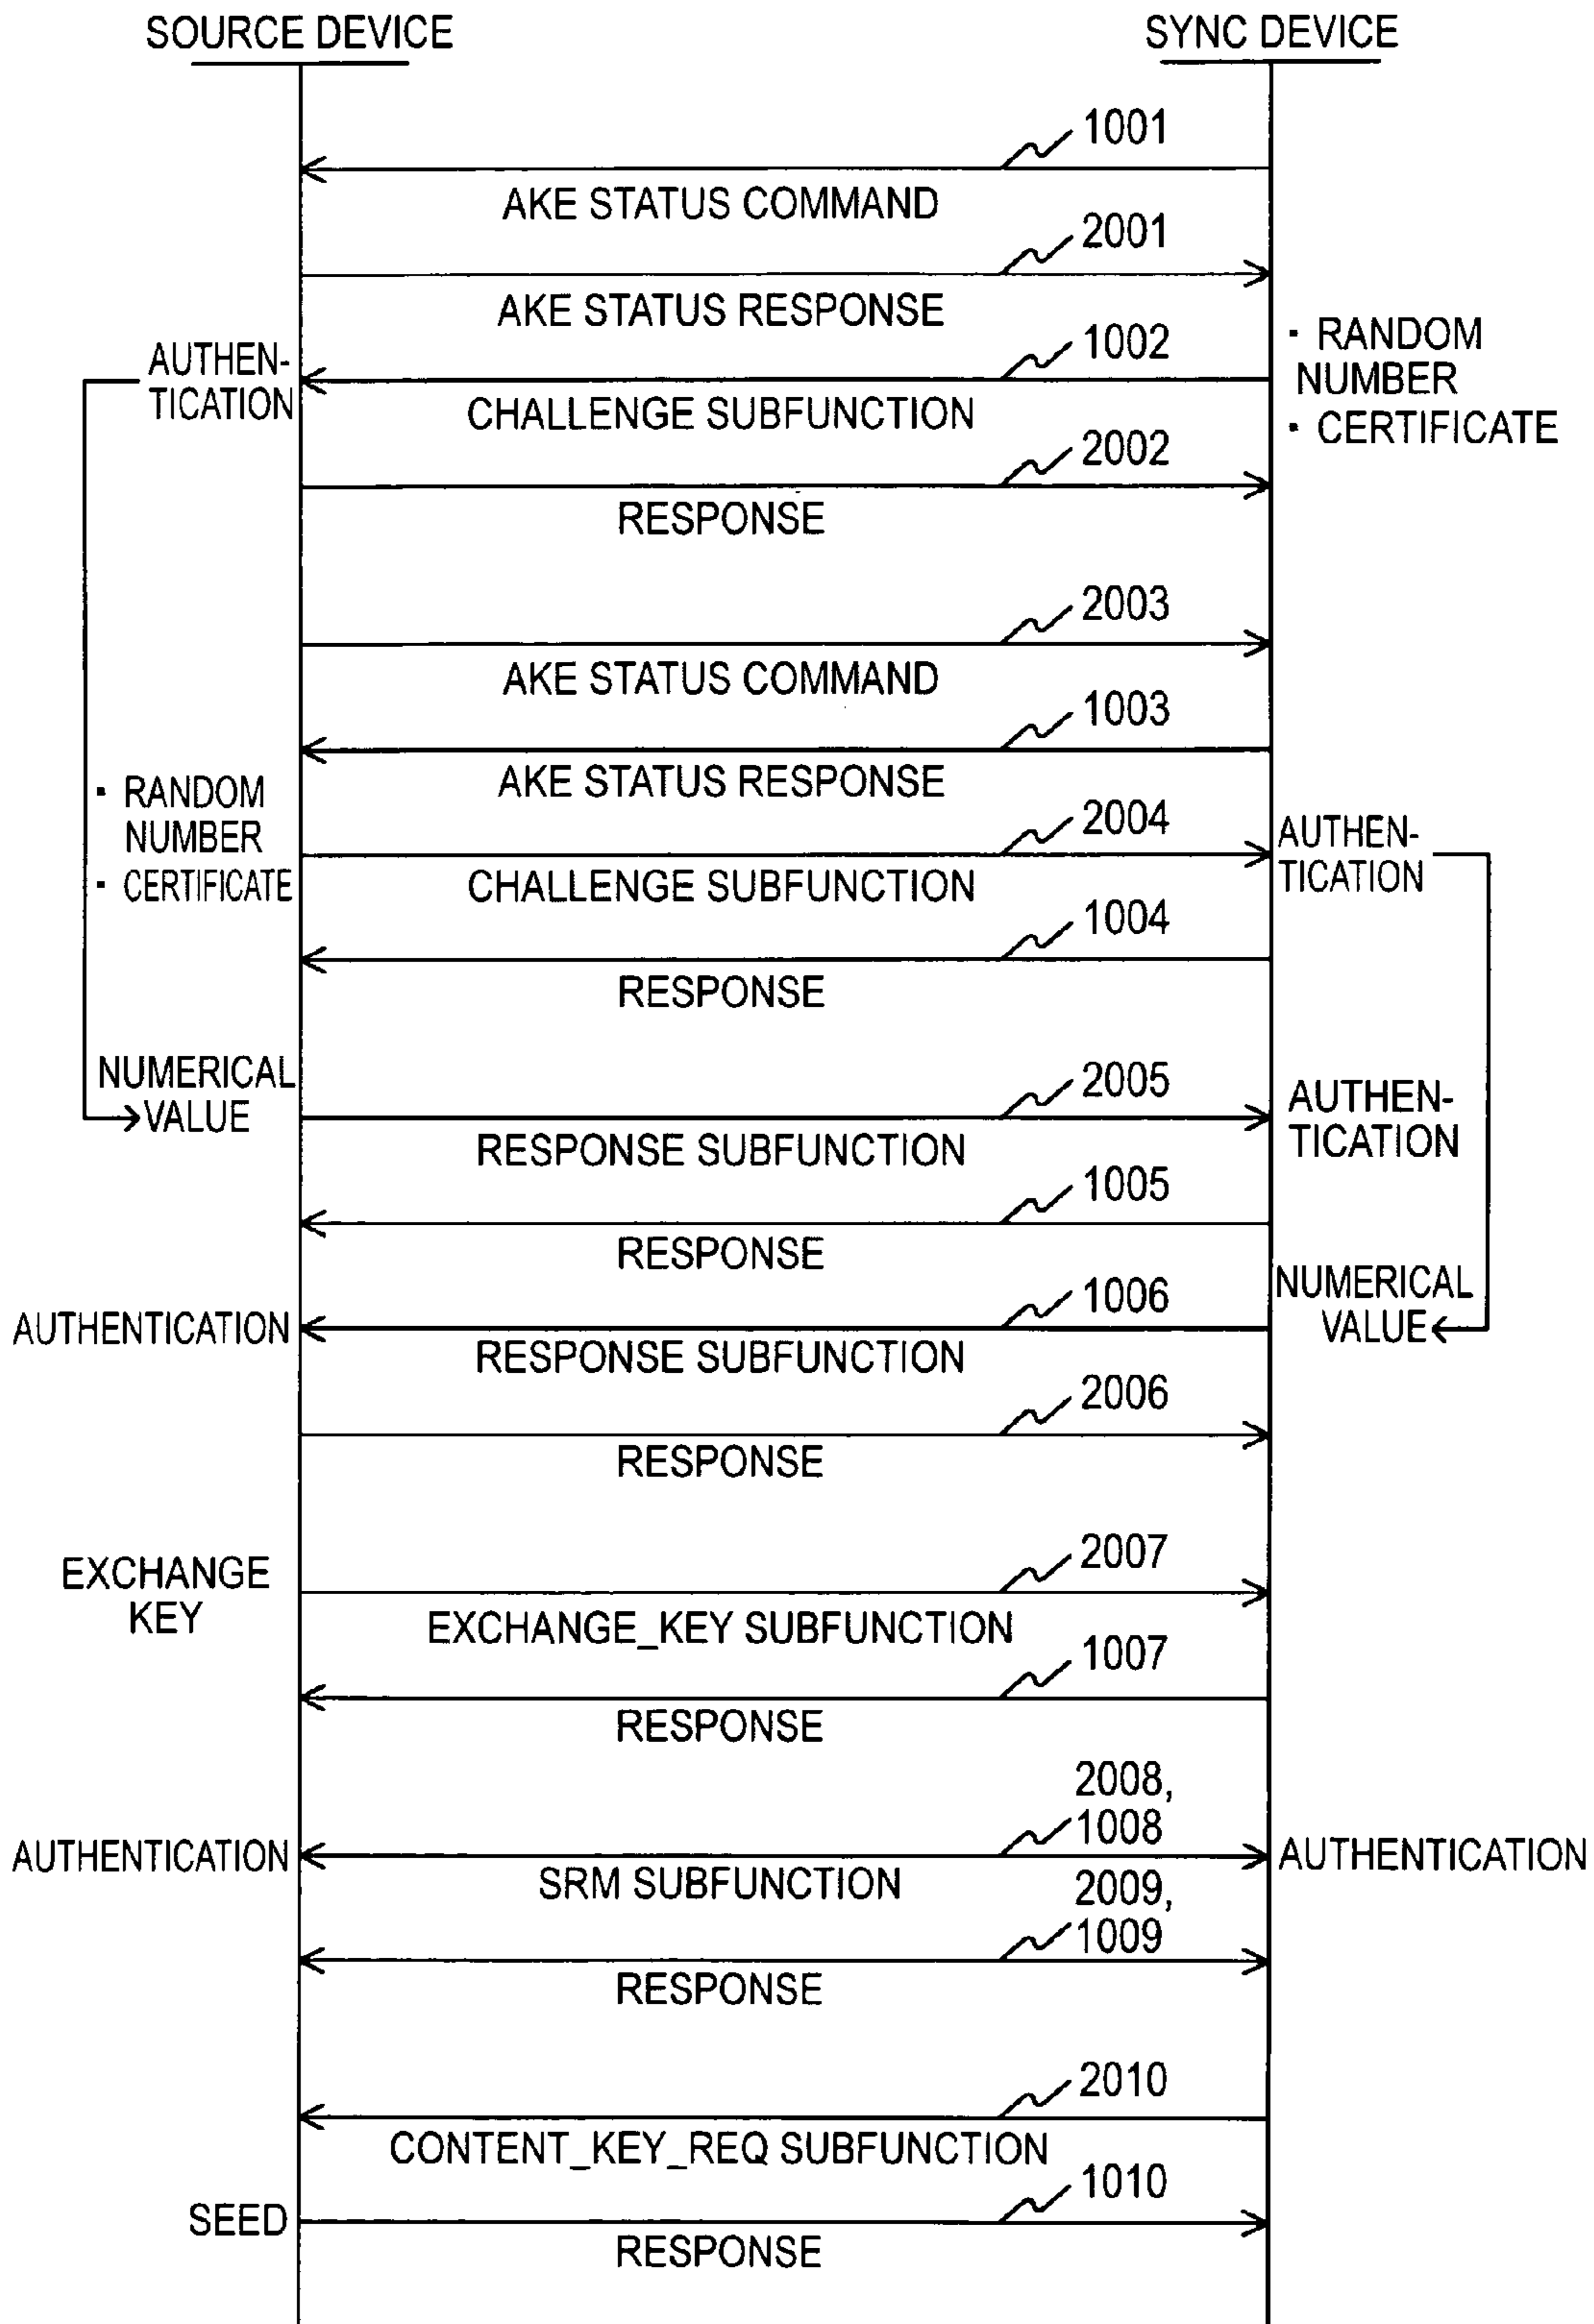 SOURCE DEVICE
SYNC DEVICE
1001
AKE STATUS COMMAND
2001
AKE STATUS RESPONSE
1002
AUTHEN-
TICATION
CHALLENGE SUBFUNCTION
· RANDOM
NUMBER
· CERTIFICATE
2002
RESPONSE
2003
AKE STATUS COMMAND
1003
AKE STATUS RESPONSE
· RANDOM
NUMBER
· CERTIFICATE
2004
CHALLENGE SUBFUNCTION
AUTHEN-
TICATION
1004
RESPONSE
NUMERICAL
VALUE
2005
RESPONSE SUBFUNCTION
AUTHEN-
TICATION
1005
RESPONSE
1006
AUTHENTICATION
RESPONSE SUBFUNCTION
NUMERICAL
VALUE
2006
RESPONSE
EXCHANGE
KEY
2007
EXCHANGE_KEY SUBFUNCTION
1007
RESPONSE
2008,
1008
AUTHENTICATION
SRM SUBFUNCTION
AUTHENTICATION
2009,
1009
RESPONSE
2010
CONTENT_KEY_REQ SUBFUNCTION
1010
SEED
RESPONSE